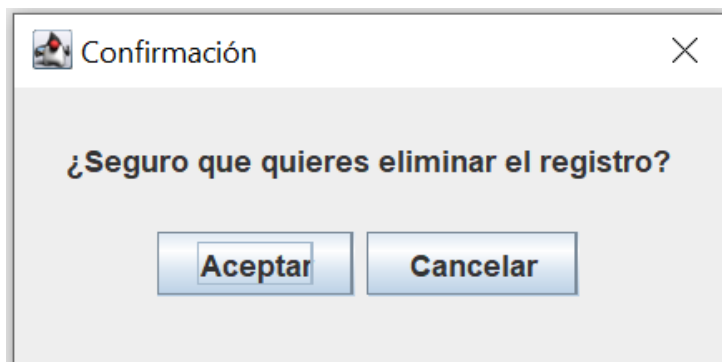 Confirmación
¿Seguro que quieres eliminar el registro?
Aceptar Cancelar